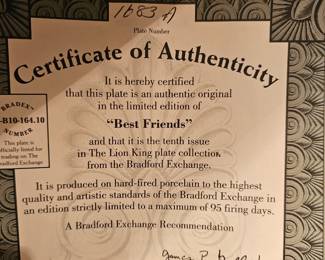 1683 A
Plate Number
Certificate of Authenticity
It is hereby certified
that this plate is an authentic original
in the limited edition of
"Best Friends"
and that it is the tenth issue
in The Lion King plate collection
from the Bradford Exchange.
BRADEX
-B10-164.10
NUMBER
This plate is
officially listed for
trading on The
Bradford Exchange
It is produced on hard-fired porcelain to the highest
quality and artistic standards of the Bradford Exchange in
an edition strictly limited to a maximum of 95 firing days.
A Bradford Exchange Recommendation